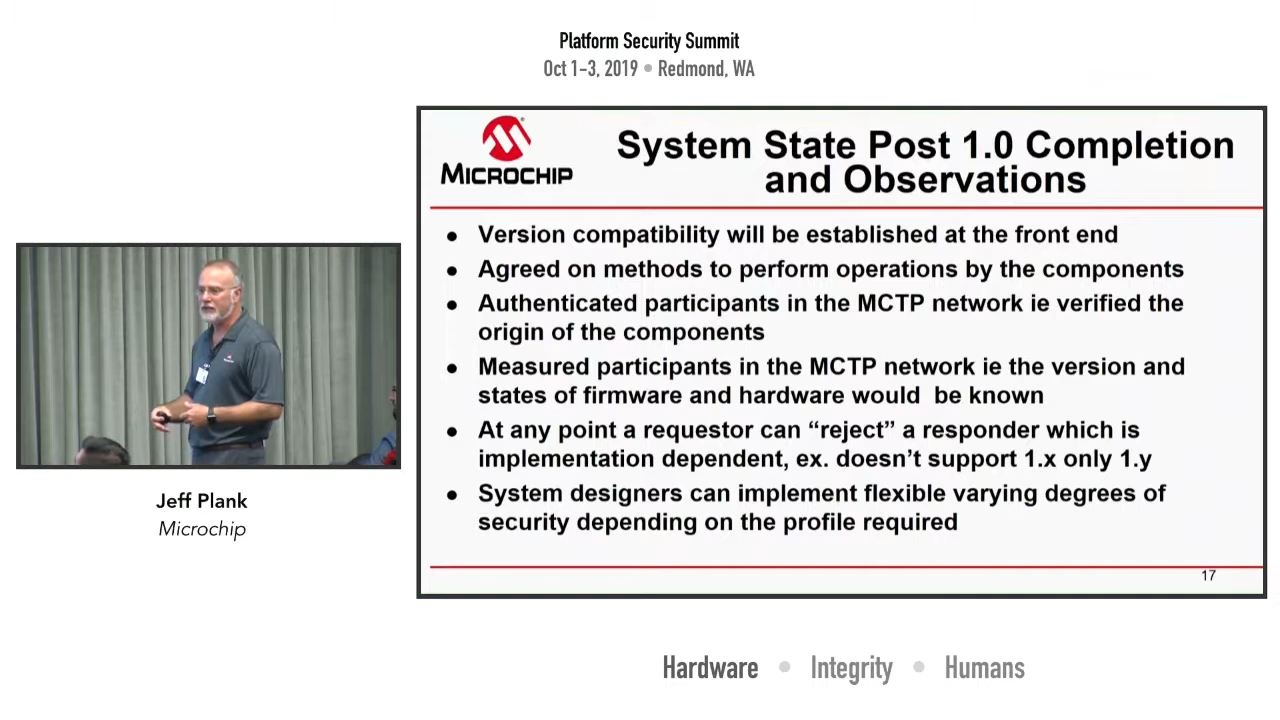 Platform Security Summit
Oct 1-3, 2019 • Redmond, WA
MICROCHIP
System State Post 1.0 Completion
and Observations
• Version compatibility will be established at the front end
• Agreed on methods to perform operations by the components
• Authenticated participants in the MCTP network ie verified the
origin of the components
• Measured participants in the MCTP network ie the version and
states of firmware and hardware would be known
• At any point a requestor can “reject” a responder which is
implementation dependent, ex. doesn’t support 1.x only 1.y
• System designers can implement flexible varying degrees of
security depending on the profile required
17
Jeff Plank
Microchip
Hardware • Integrity • Humans